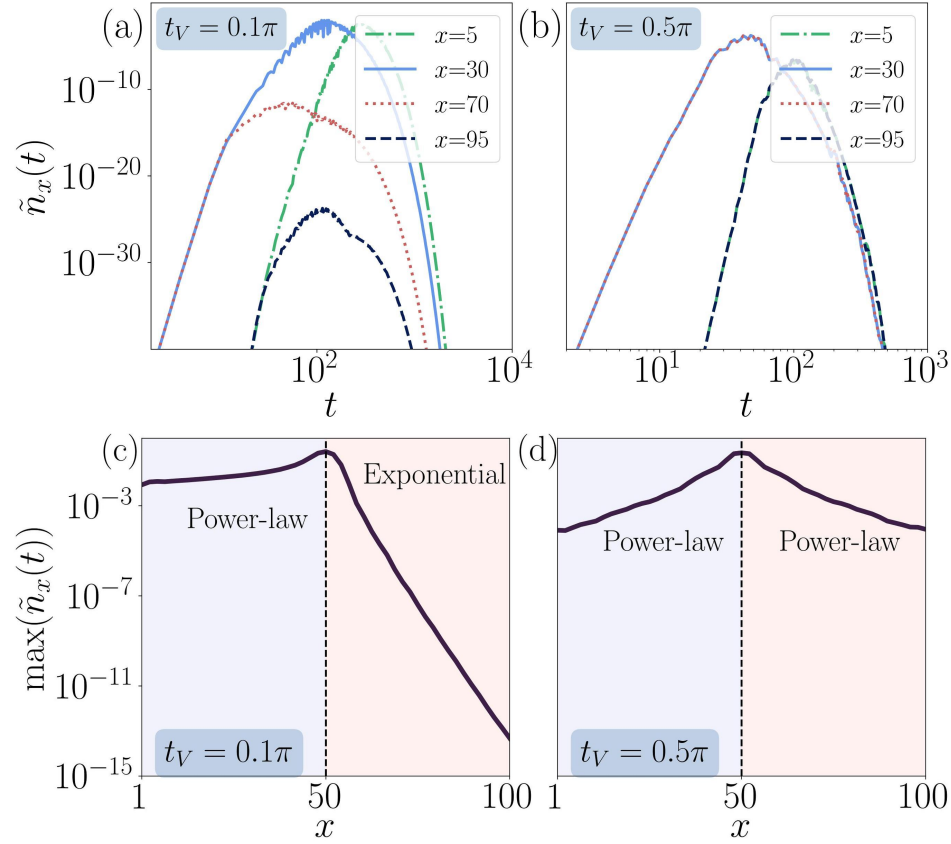 (a)
t_V = 0.1π
x=5
x=30
x=70
x=95
10^{-10}
10^{-20}
10^{-30}
ñ_x(t)
10^2
10^4
t
(b)
t_V = 0.5π
x=5
x=30
x=70
x=95
10^1
10^2
10^3
t
(c)
Exponential
Power-law
t_V = 0.1π
10^{-3}
10^{-7}
10^{-11}
10^{-15}
max(ñ_x(t))
1
50
100
x
(d)
Power-law
Power-law
t_V = 0.5π
1
50
100
x